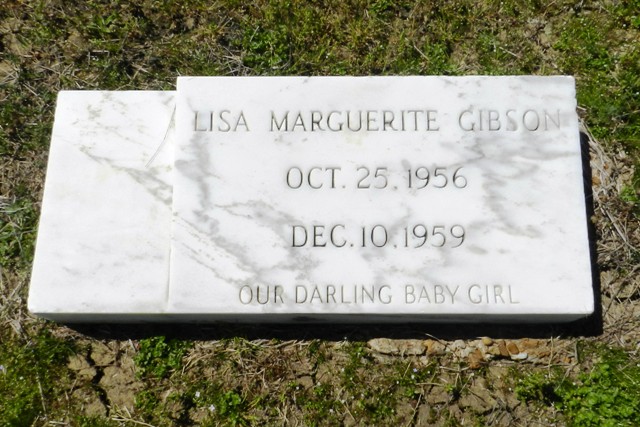 LISA MARGUERITE GIBSON
OCT. 25, 1956
DEC. 10, 1959
OUR DARLING BABY GIRL